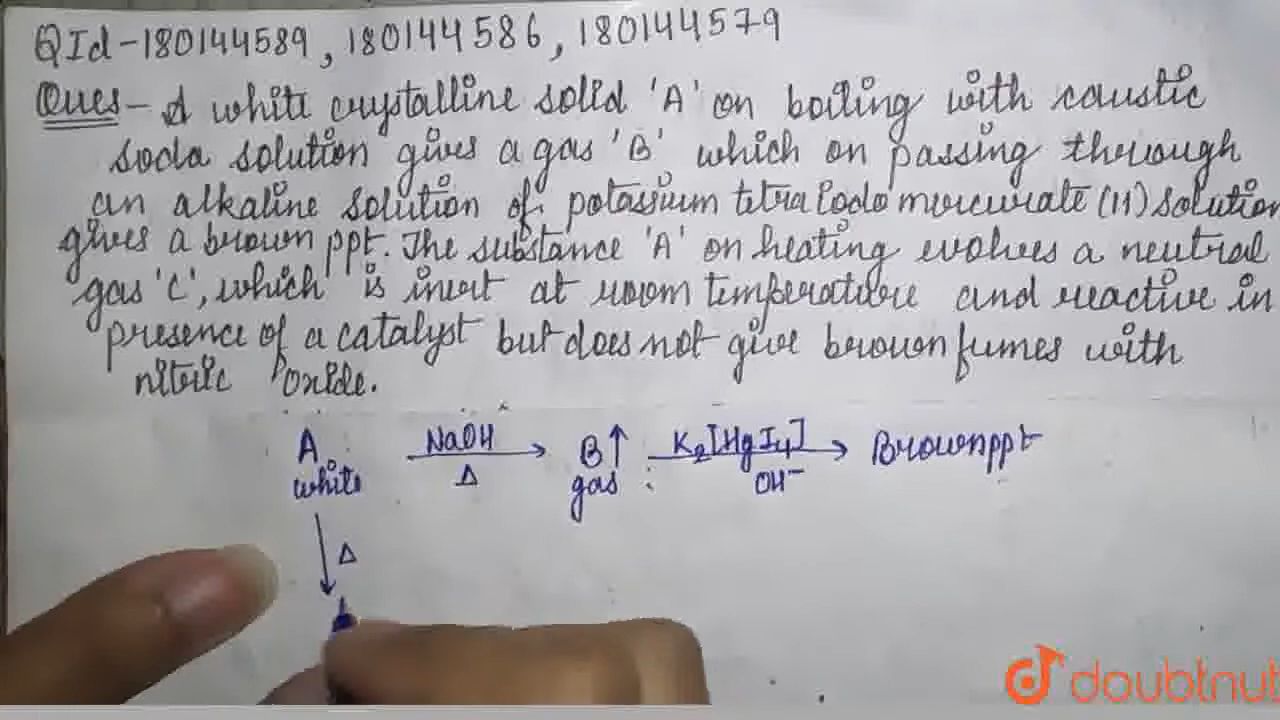 QId-180144589, 180144586, 180144579
Ques - A white crystalline solid 'A' on boiling with caustic
soda solution gives a gas 'B' which on passing through
an alkaline solution of potassium tetraiodo mercurate (II) solution
gives a brown ppt. The substance 'A' on heating evolves a neutral
gas 'C', which is inert at room temperature and reactive in
presence of a catalyst but does not give brown fumes with
nitric oxide.
A NaOH B↑ K₂[HgI₄] Brown ppt
white Δ gas OH⁻
Δ
doubtnut